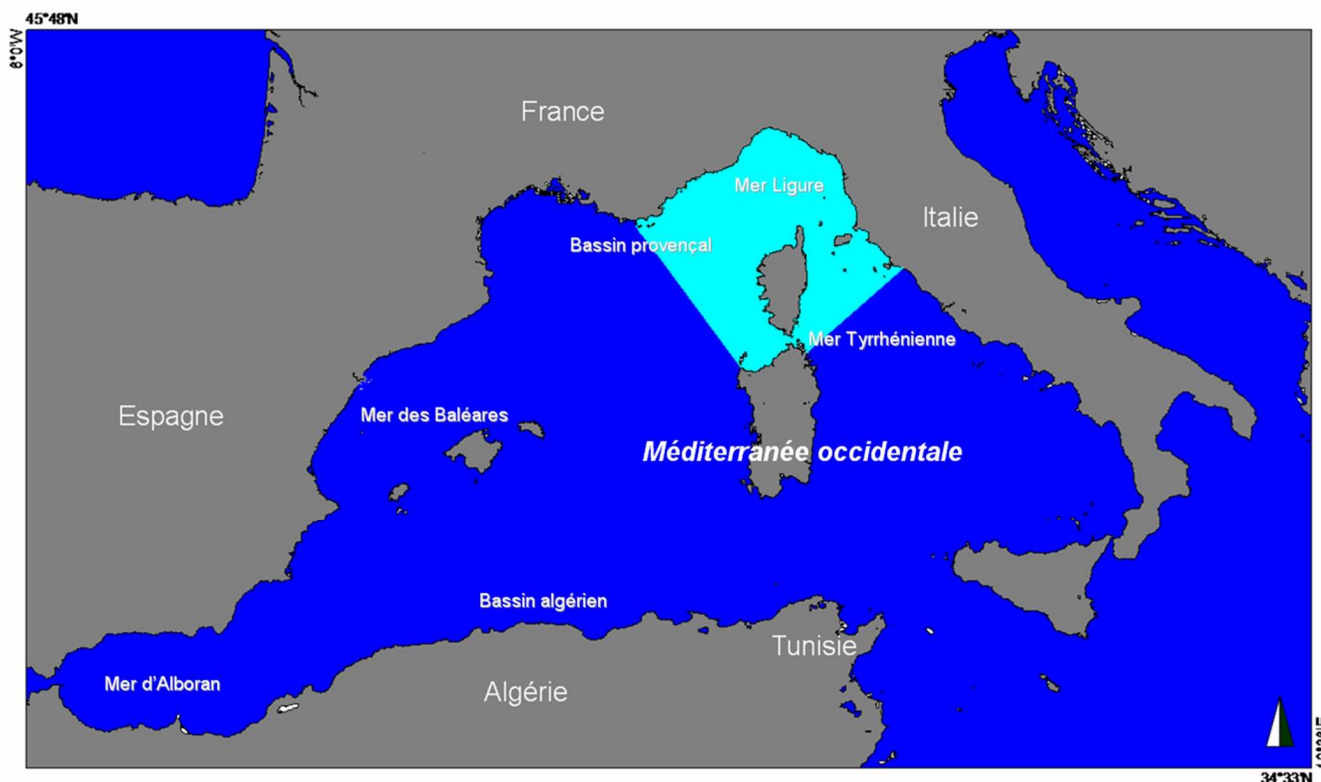 45°48'N
6°0'W
France
Mer Ligure
Italie
Bassin provençal
Mer Tyrrhénienne
Espagne
Mer des Baléares
Méditerranée occidentale
Bassin algérien
Tunisie
Mer d'Alboran
Algérie
34°33'N